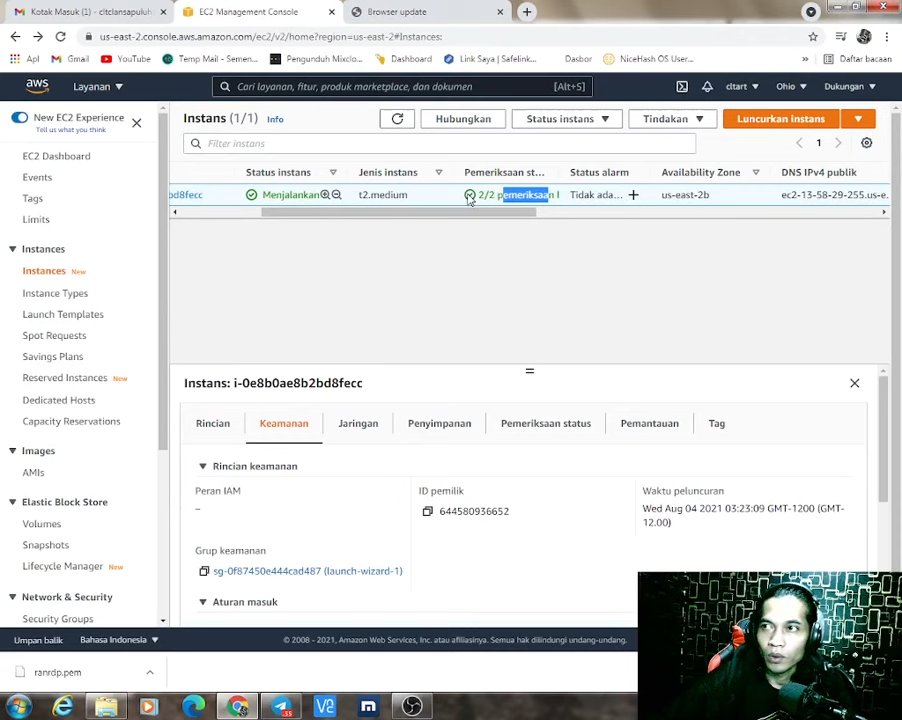 Kotak Masuk (1) - cltclansapuluh
EC2 Management Console
Browser update
us-east-2.console.aws.amazon.com/ec2/v2/home?region=us-east-2#Instances:
Apl
Gmail
YouTube
Temp Mail - Semen...
Pengunduh Mixclo...
Dashboard
Link Saya | Safelink...
Dasbor
NiceHash OS User...
»
Daftar bacaan
aws
Layanan
Cari layanan, fitur, produk marketplace, dan dokumen
[Alt+S]
cltart
Ohio
Dukungan
New EC2 Experience
Tell us what you think
EC2 Dashboard
Events
Tags
Limits
Instances
Instances New
Instance Types
Launch Templates
Spot Requests
Savings Plans
Reserved Instances New
Dedicated Hosts
Capacity Reservations
Images
AMIs
Elastic Block Store
Volumes
Snapshots
Lifecycle Manager New
Network & Security
Security Groups
Instans (1/1) Info
Hubungkan
Status instans
Tindakan
Luncurkan instans
Filter instans
1
Status instans
Jenis instans
Pemeriksaan st...
Status alarm
Availability Zone
DNS IPv4 publik
bd8fecc
Menjalankan
t2.medium
2/2 pemeriksaan l
Tidak ada...
us-east-2b
ec2-13-58-29-255.us-e...
Instans: i-0e8b0ae8b2bd8fecc
Rincian
Keamanan
Jaringan
Penyimpanan
Pemeriksaan status
Pemantauan
Tag
Rincian keamanan
Peran IAM
–
ID pemilik
644580936652
Waktu peluncuran
Wed Aug 04 2021 03:23:09 GMT-1200 (GMT-
12.00)
Grup keamanan
sg-0f87450e444cad487 (launch-wizard-1)
Aturan masuk
Umpan balik
Bahasa Indonesia
© 2008 - 2021, Amazon Web Services, Inc. atau afiliasinya. Semua hak dilindungi undang-undang.
ranrdp.pem